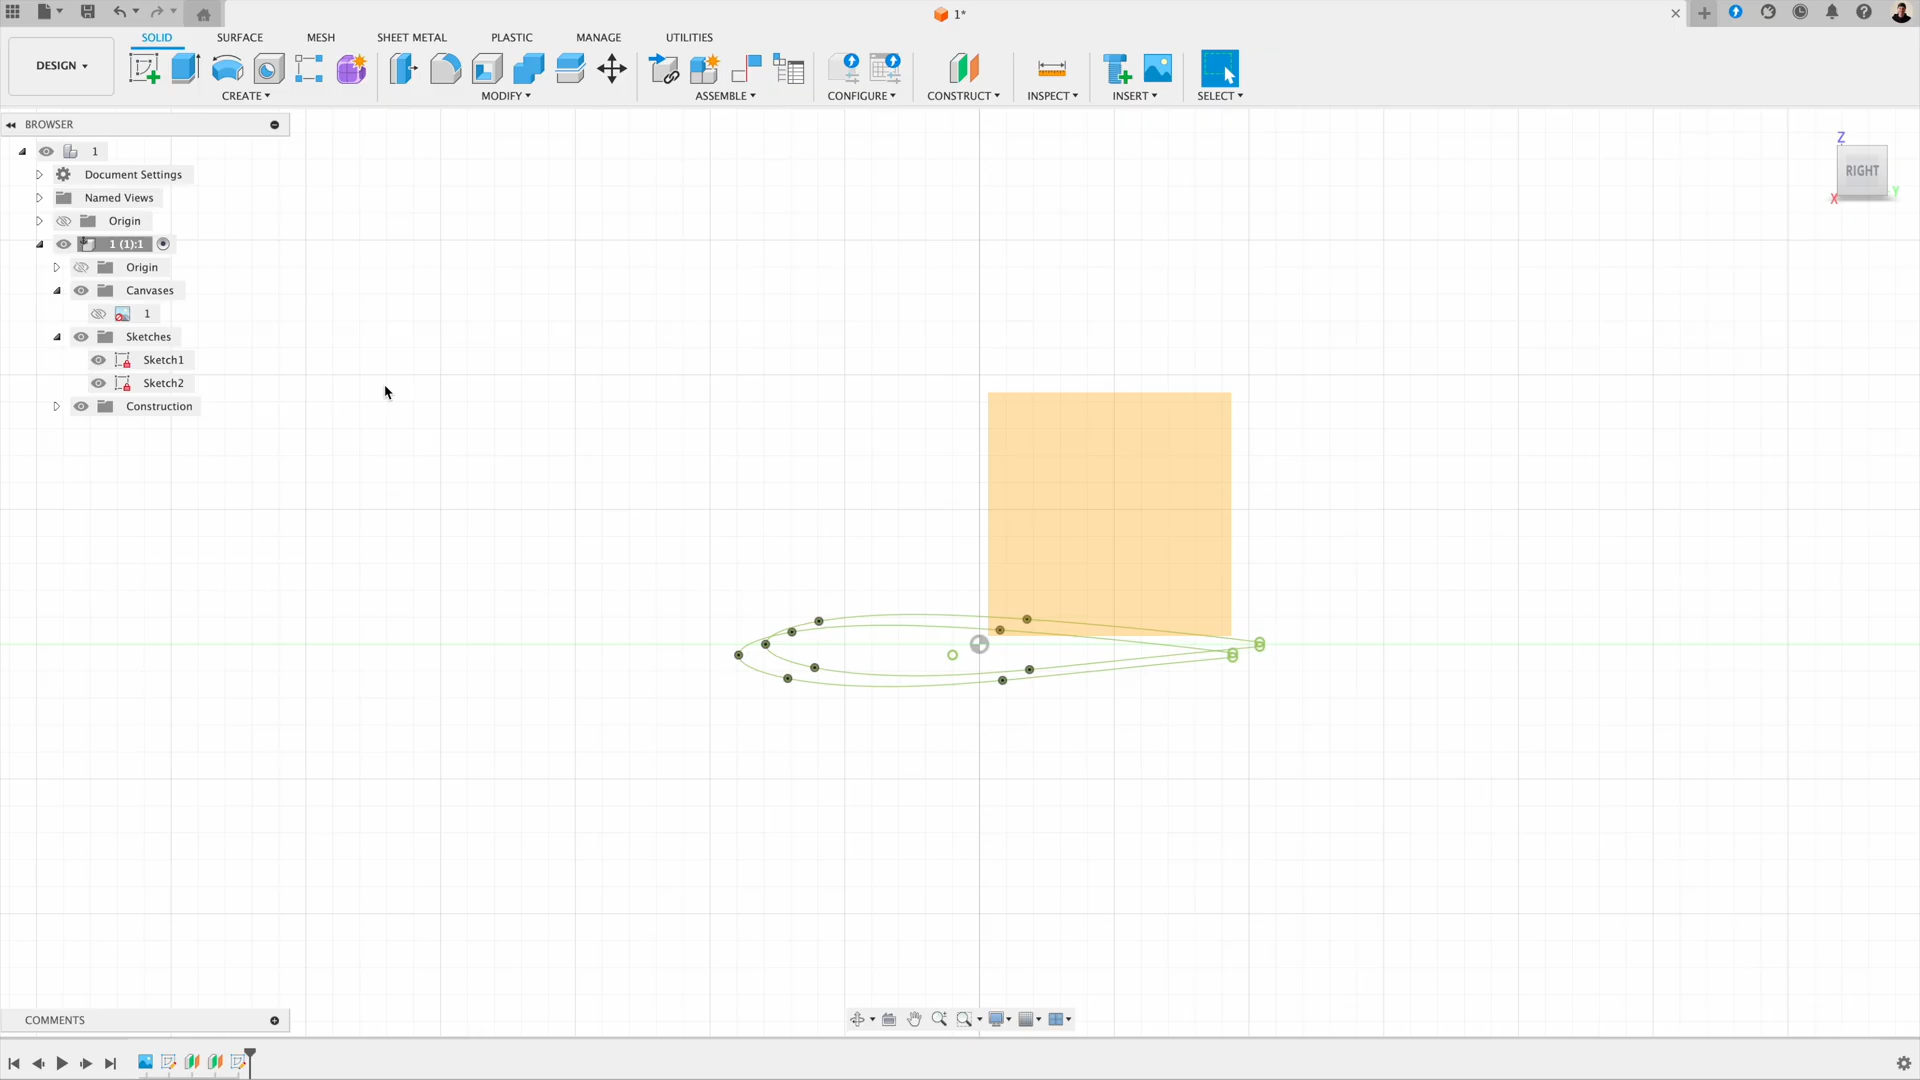 1*
SOLID SURFACE MESH SHEET METAL PLASTIC MANAGE UTILITIES
DESIGN
CREATE MODIFY ASSEMBLE CONFIGURE CONSTRUCT INSPECT INSERT SELECT
BROWSER
1
Document Settings
Named Views
Origin
1 (1):1
Origin
Canvases
1
Sketches
Sketch1
Sketch2
Construction
Z
RIGHT
X
Y
COMMENTS